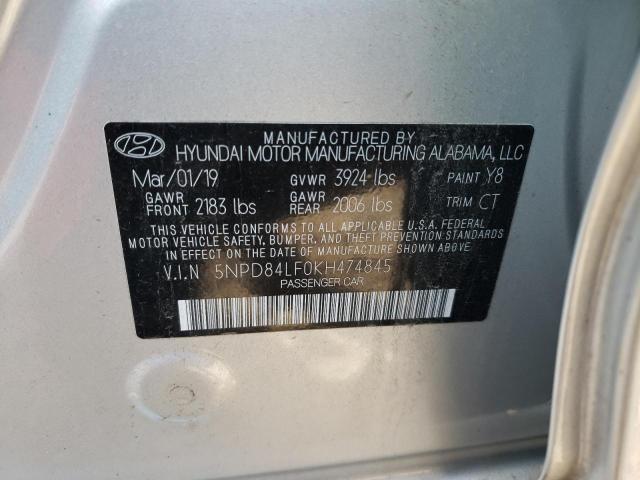 MANUFACTURED BY
HYUNDAI MOTOR MANUFACTURING ALABAMA, LLC
Mar/01/19 GVWR 3924 lbs PAINT Y8
GAWR FRONT 2183 lbs GAWR REAR 2006 lbs TRIM CT
THIS VEHICLE CONFORMS TO ALL APPLICABLE U.S.A. FEDERAL
MOTOR VEHICLE SAFETY, BUMPER, AND THEFT PREVENTION STANDARDS
IN EFFECT ON THE DATE OF MANUFACTURE SHOWN ABOVE.
V.I.N 5NPD84LF0KH474845
PASSENGER CAR